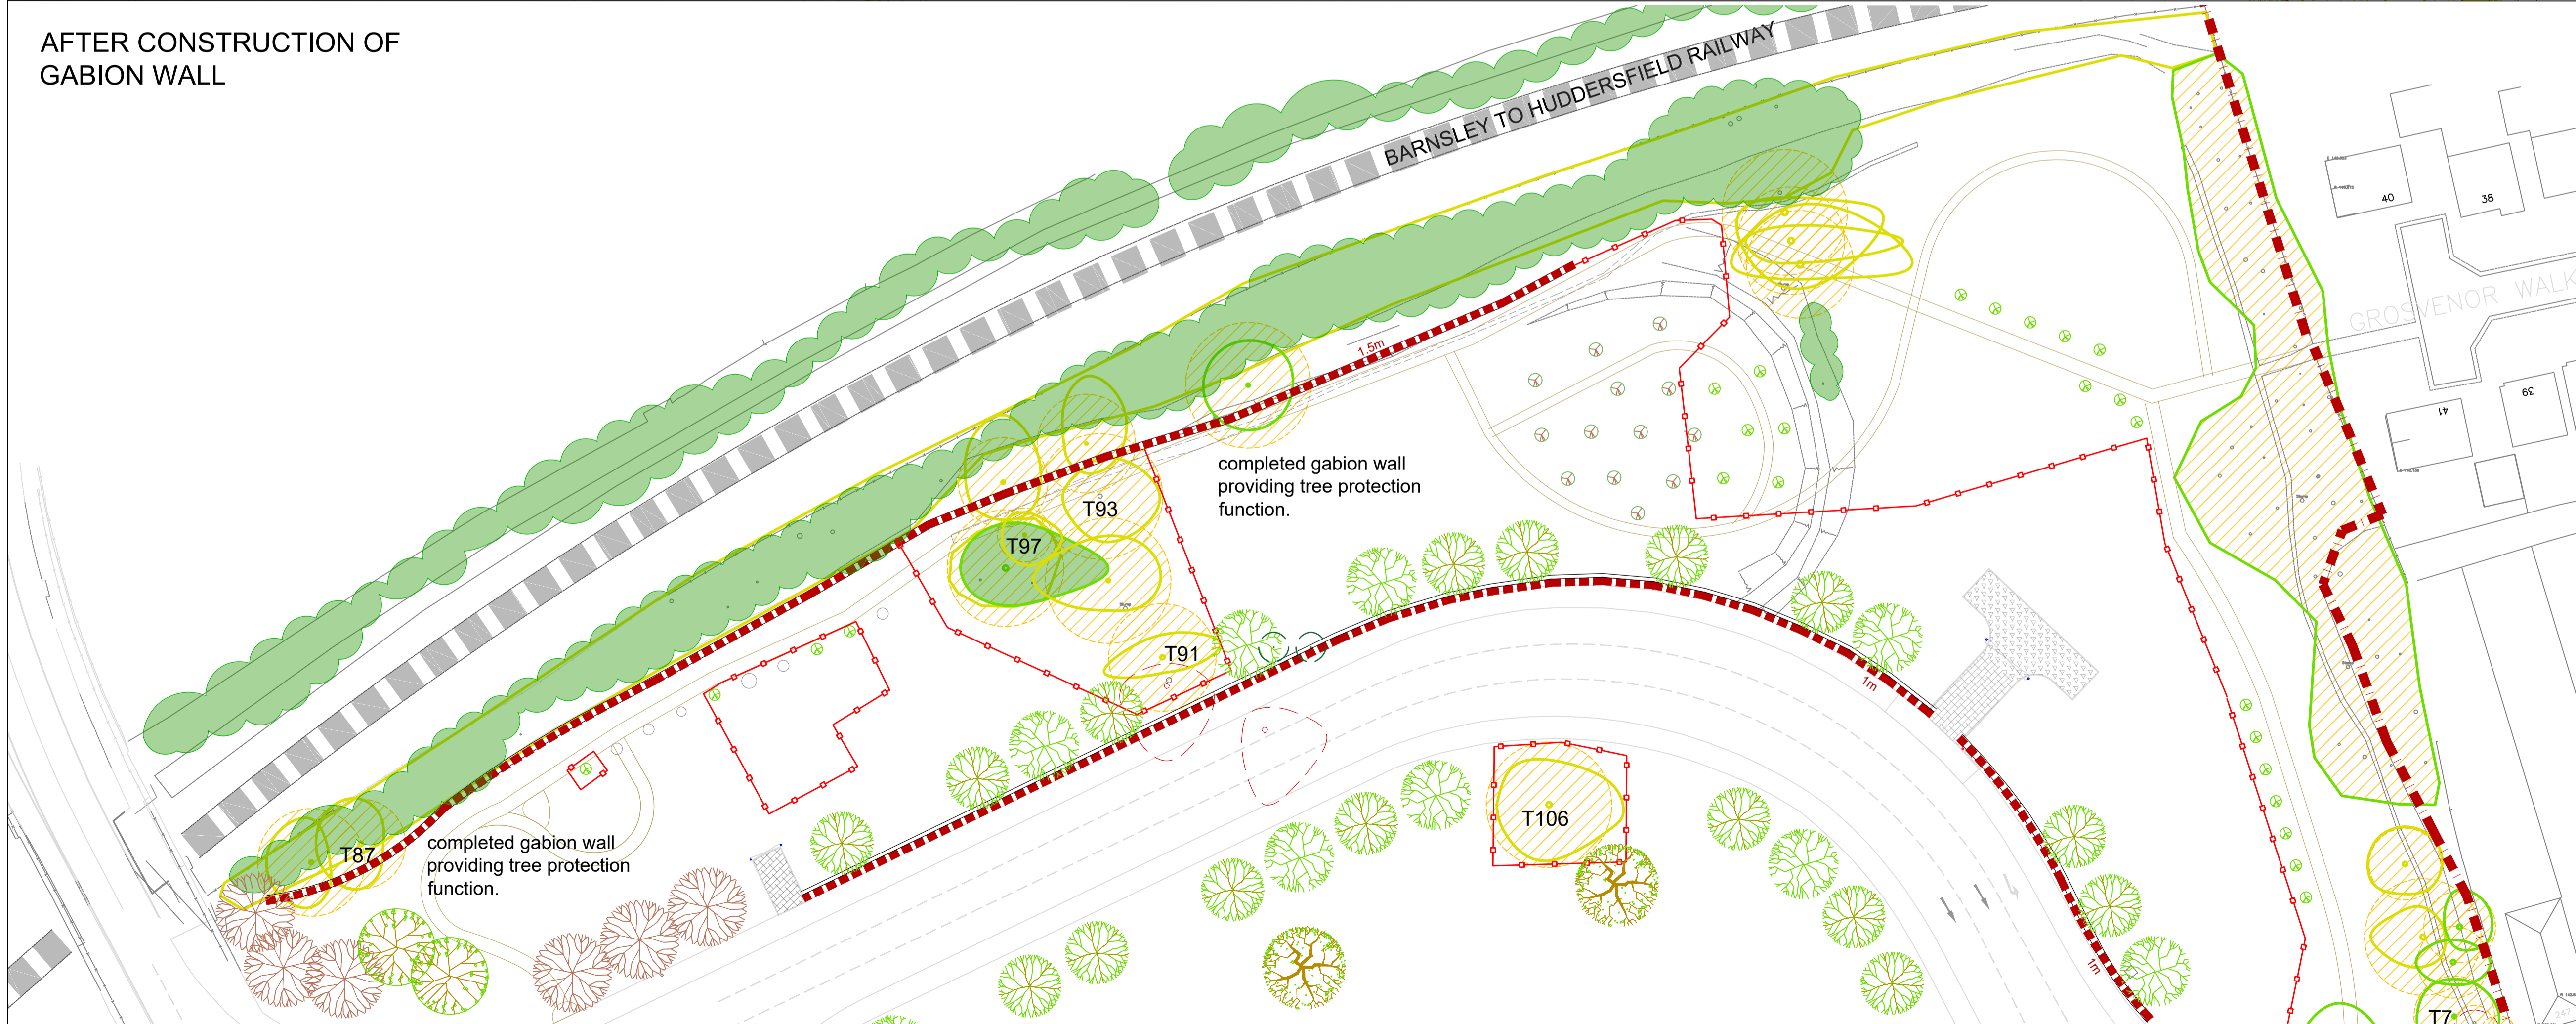 AFTER CONSTRUCTION OF
GABION WALL
BARNSLEY TO HUDDERSFIELD RAILWAY
40
38
GROSVENOR WALK
41
39
1.5m
completed gabion wall
providing tree protection
function.
T93
T97
T91
1m
T106
T87
completed gabion wall
providing tree protection
function.
1m
T7